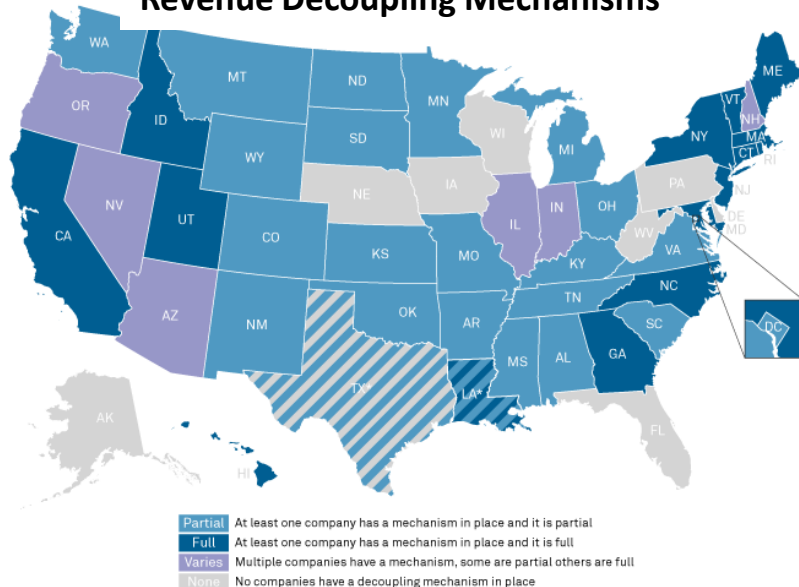 Revenue Decoupling Mechanisms
WA
MT
ND
MN
ME
VT
NH
OR
ID
SD
WI
NY
MA
WY
MI
CT
RI
IA
PA
NE
NJ
NV
UT
IL
IN
OH
DE
CO
MD
WV
CA
KS
MO
VA
KY
NC
TN
OK
AZ
NM
AR
SC
DC
MS
AL
GA
TX*
LA*
AK
FL
HI
Partial At least one company has a mechanism in place and it is partial
Full At least one company has a mechanism in place and it is full
Varies Multiple companies have a mechanism, some are partial others are full
None No companies have a decoupling mechanism in place